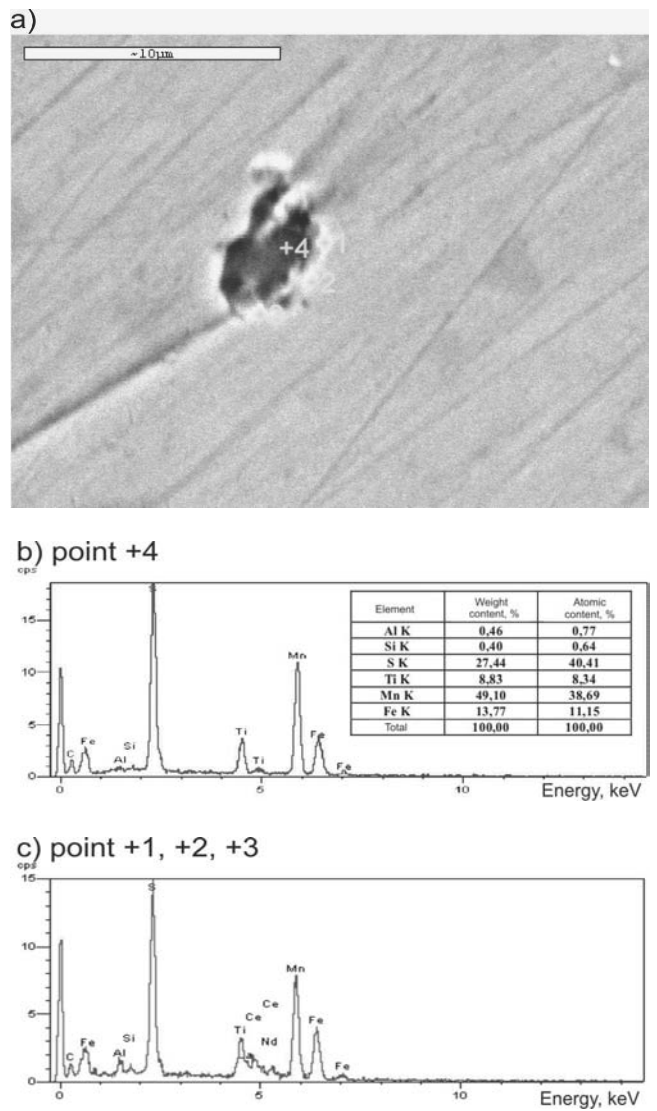 a)
~10µm
+4
1
2
b) point +4
cps
S
15
10
5
0
C
Fe
Al
Si
Ti
Ti
Mn
Fe
Fe
Element Weight content, % Atomic content, %
Al K 0,46 0,77
Si K 0,40 0,64
S K 27,44 40,41
Ti K 8,83 8,34
Mn K 49,10 38,69
Fe K 13,77 11,15
Total 100,00 100,00
0 5 10 Energy, keV
c) point +1, +2, +3
cps
15
S
10
5
0
C
Fe
Al
Si
Ti
Ce
Ce
Nd
Mn
Fe
Fe
0 5 10 Energy, keV